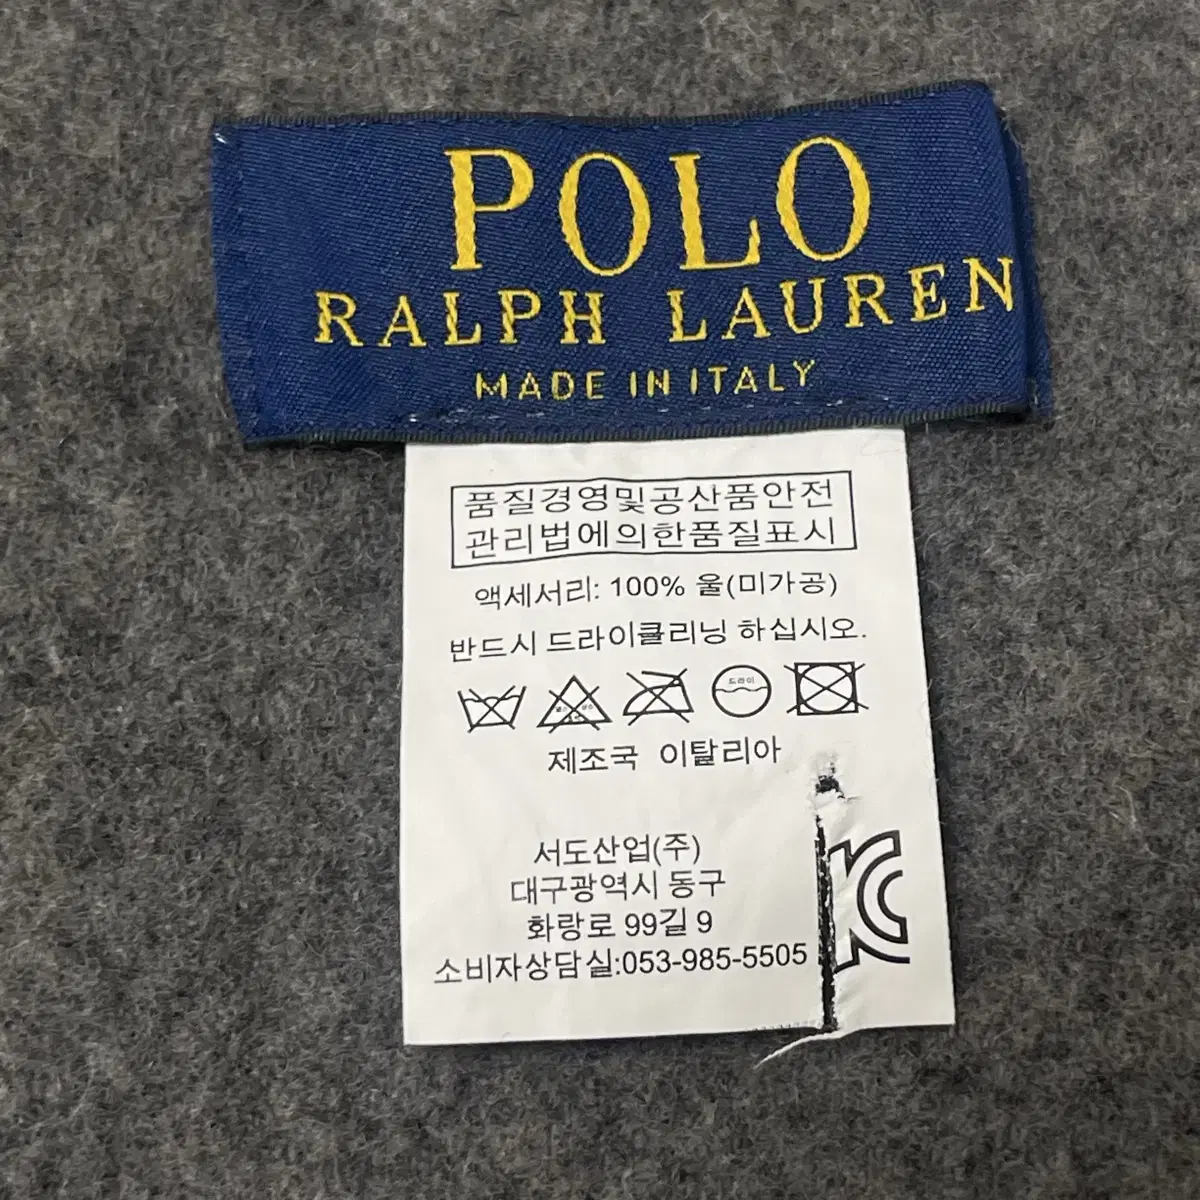 POLO
RALPH LAUREN
MADE IN ITALY
품질경영및공산품안전
관리법에의한품질표시
액세서리: 100% 울(미가공)
반드시 드라이클리닝 하십시오.
드라이
제조국 이탈리아
서도산업(주)
대구광역시 동구
화랑로 99길 9
소비자상담실:053-985-5505